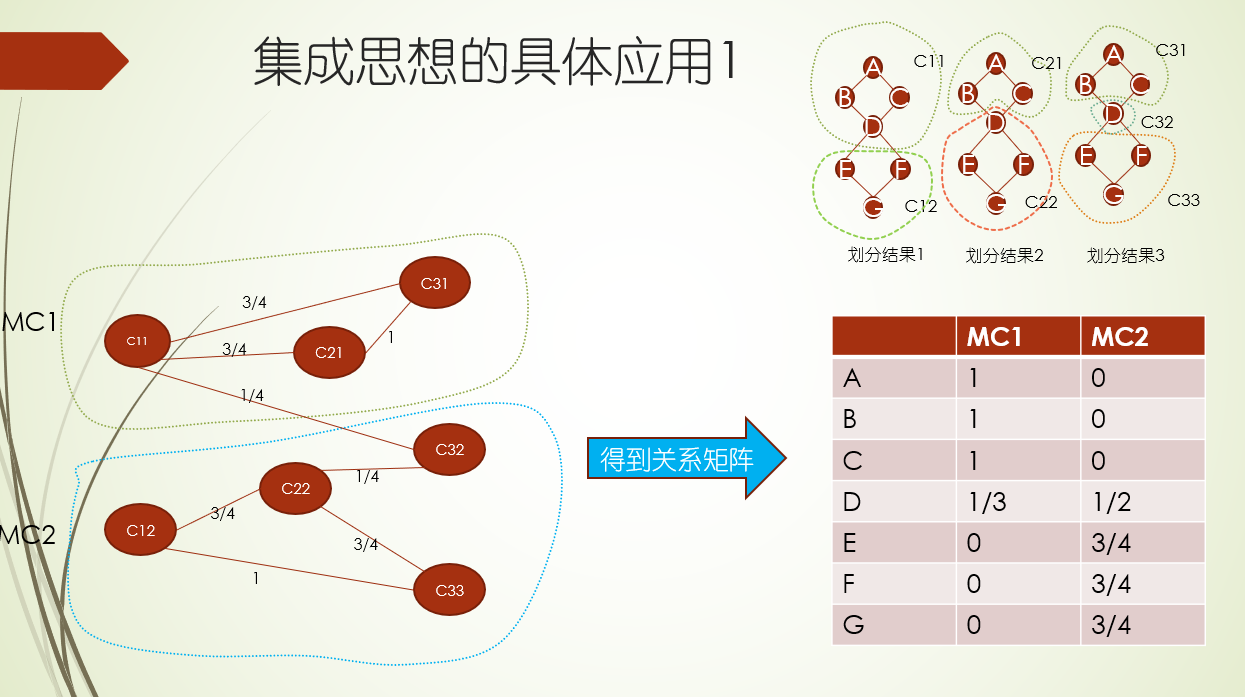 集成思想的具体应用1
A
B
C
D
E
F
G
C11
C12
划分结果1
A
B
C
D
E
F
G
C21
C22
划分结果2
A
B
C
D
E
F
G
C31
C32
C33
划分结果3
MC1
C11
C31
C21
3/4
3/4
1
1/4
MC2
C32
C22
C12
C33
1/4
3/4
3/4
1
得到关系矩阵
MC1 MC2
A 1 0
B 1 0
C 1 0
D 1/3 1/2
E 0 3/4
F 0 3/4
G 0 3/4